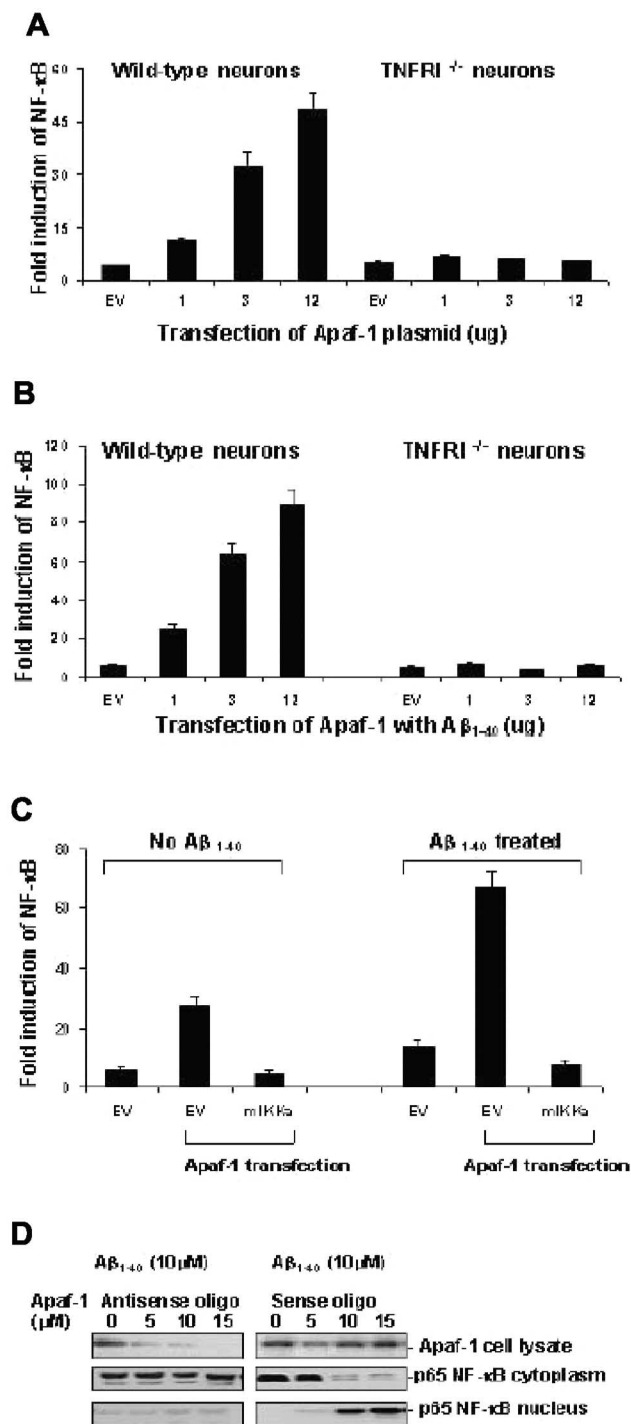 A
Wild-type neurons TNFRI -/- neurons
Fold induction of NF-κB
60
45
30
15
0
EV 1 3 12 EV 1 3 12
Transfection of Apaf-1 plasmid (ug)
B
Wild-type neurons TNFRI -/- neurons
Fold induction of NF-κB
120
100
80
60
40
20
0
EV 1 3 12 EV 1 3 12
Transfection of Apaf-1 with Aβ1-40 (ug)
C
No Aβ 1-40 Aβ 1-40 treated
Fold induction of NF-κB
80
60
40
20
0
EV EV mIKKa EV EV mIKKa
Apaf-1 transfection Apaf-1 transfection
D
Aβ1-40 (10μM) Aβ1-40 (10μM)
Apaf-1 Antisense oligo Sense oligo
(μM) 0 5 10 15 0 5 10 15
- Apaf-1 cell lysate
- p65 NF-κB cytoplasm
- p65 NF-κB nucleus